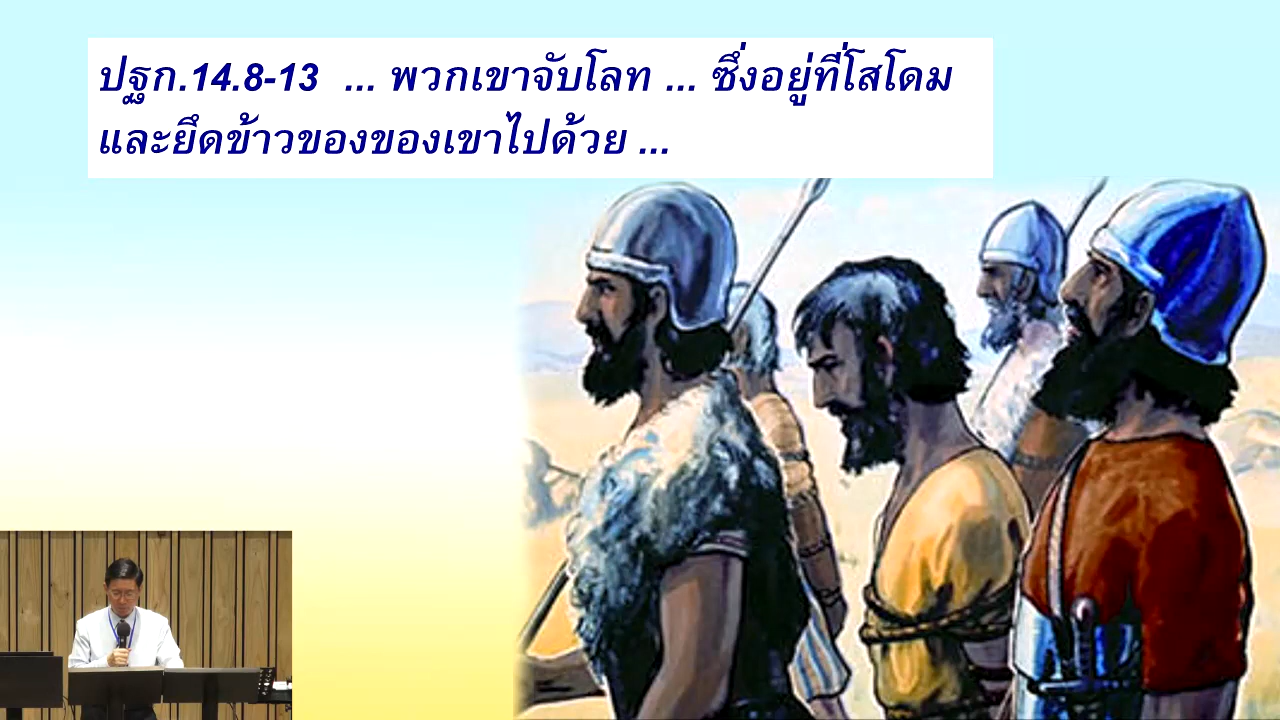 ปฐก.14.8-13 ... พวกเขาจับโลท ... ซึ่งอยู่ที่โสโดม
และยึดข้าวของของเขาไปด้วย ...